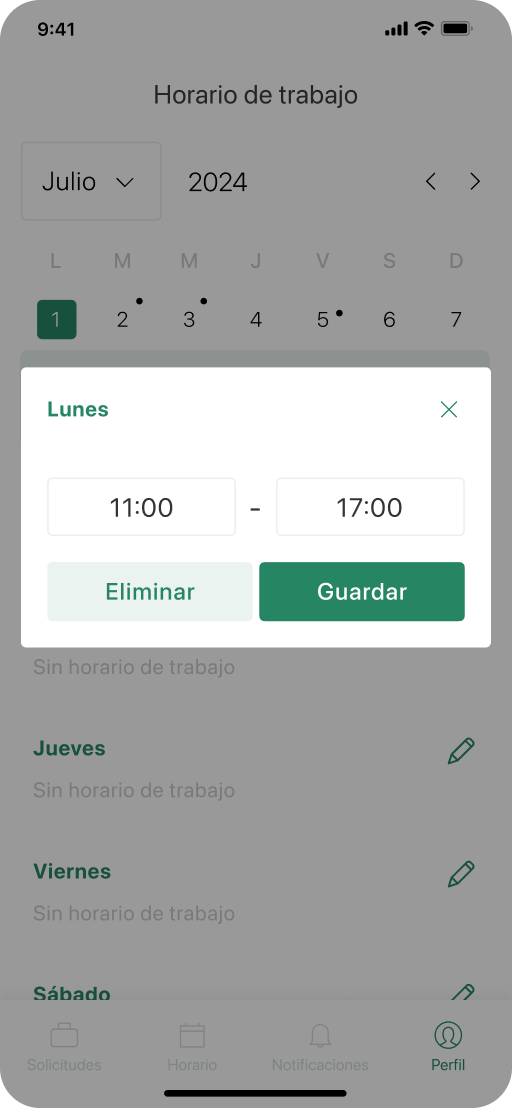 9:41
Horario de trabajo
Julio 2024
L M M J V S D
1 2 3 4 5 6 7
Lunes
11:00 - 17:00
Eliminar Guardar
Sin horario de trabajo
Jueves
Sin horario de trabajo
Viernes
Sin horario de trabajo
Sábado
Solicitudes Horario Notificaciones Perfil